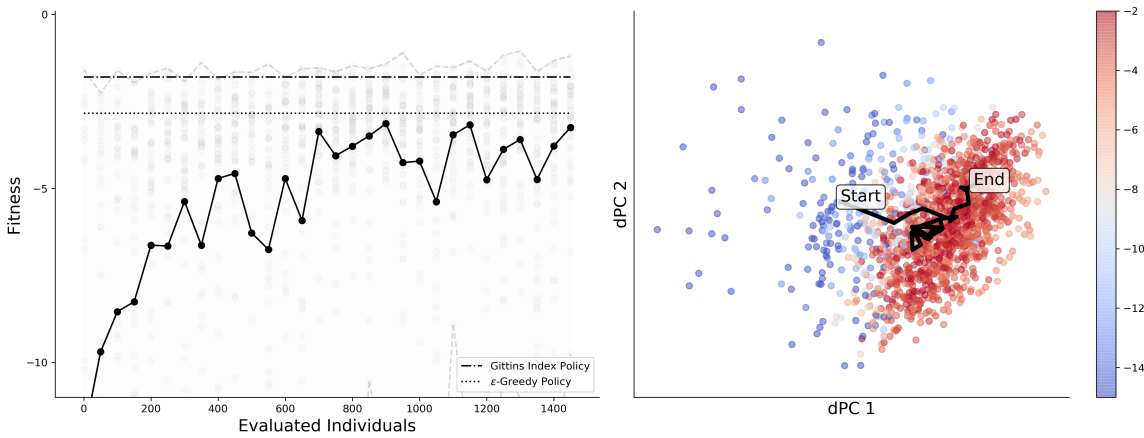 0
−5
−10
Fitness
0
200
400
600
800
1000
1200
1400
Evaluated Individuals
Gittins Index Policy
ε-Greedy Policy
dPC 2
Start
End
dPC 1
−2
−4
−6
−8
−10
−12
−14